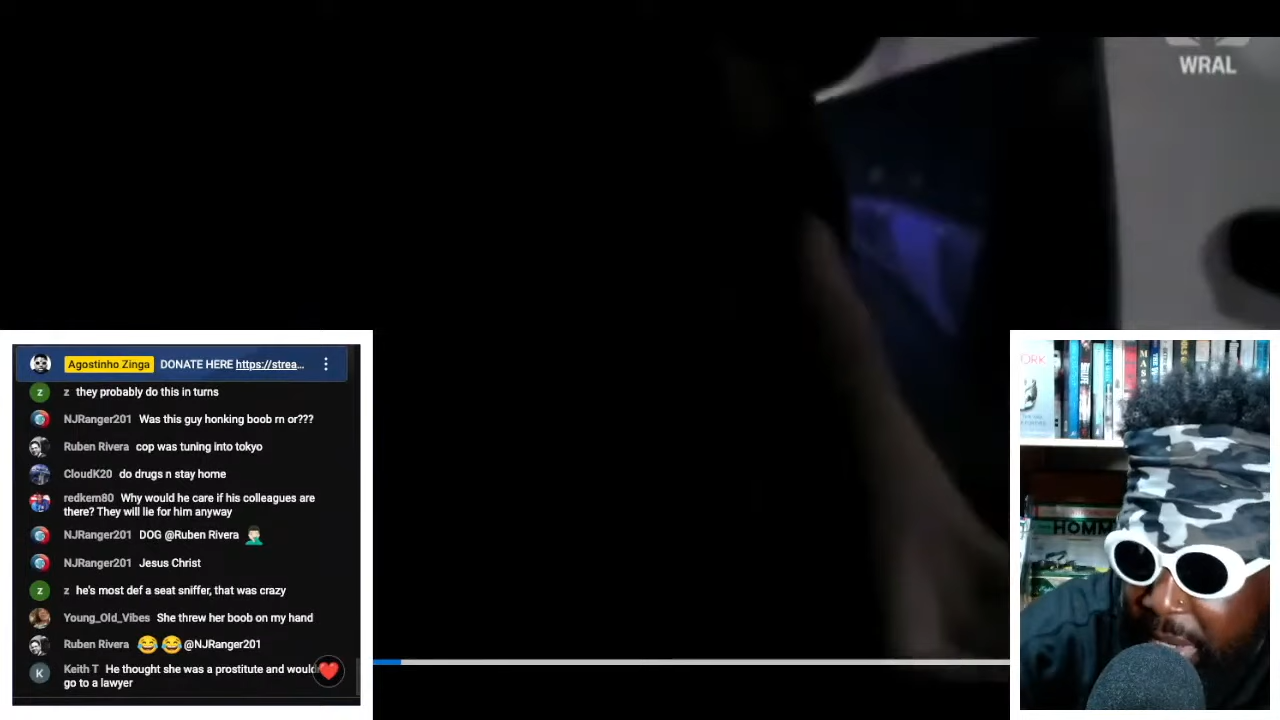 WRAL
Agostinho Zinga DONATE HERE https://strea...
z they probably do this in turns
NJRanger201 Was this guy honking boob rn or???
Ruben Rivera cop was tuning into tokyo
CloudK20 do drugs n stay home
redkem80 Why would he care if his colleagues are
there? They will lie for him anyway
NJRanger201 DOG @Ruben Rivera 🤦🏻‍♂️
NJRanger201 Jesus Christ
z he's most def a seat sniffer, that was crazy
Young_Old_Vibes She threw her boob on my hand
Ruben Rivera 😂😂@NJRanger201
Keith T He thought she was a prostitute and woul
go to a lawyer
HOMM